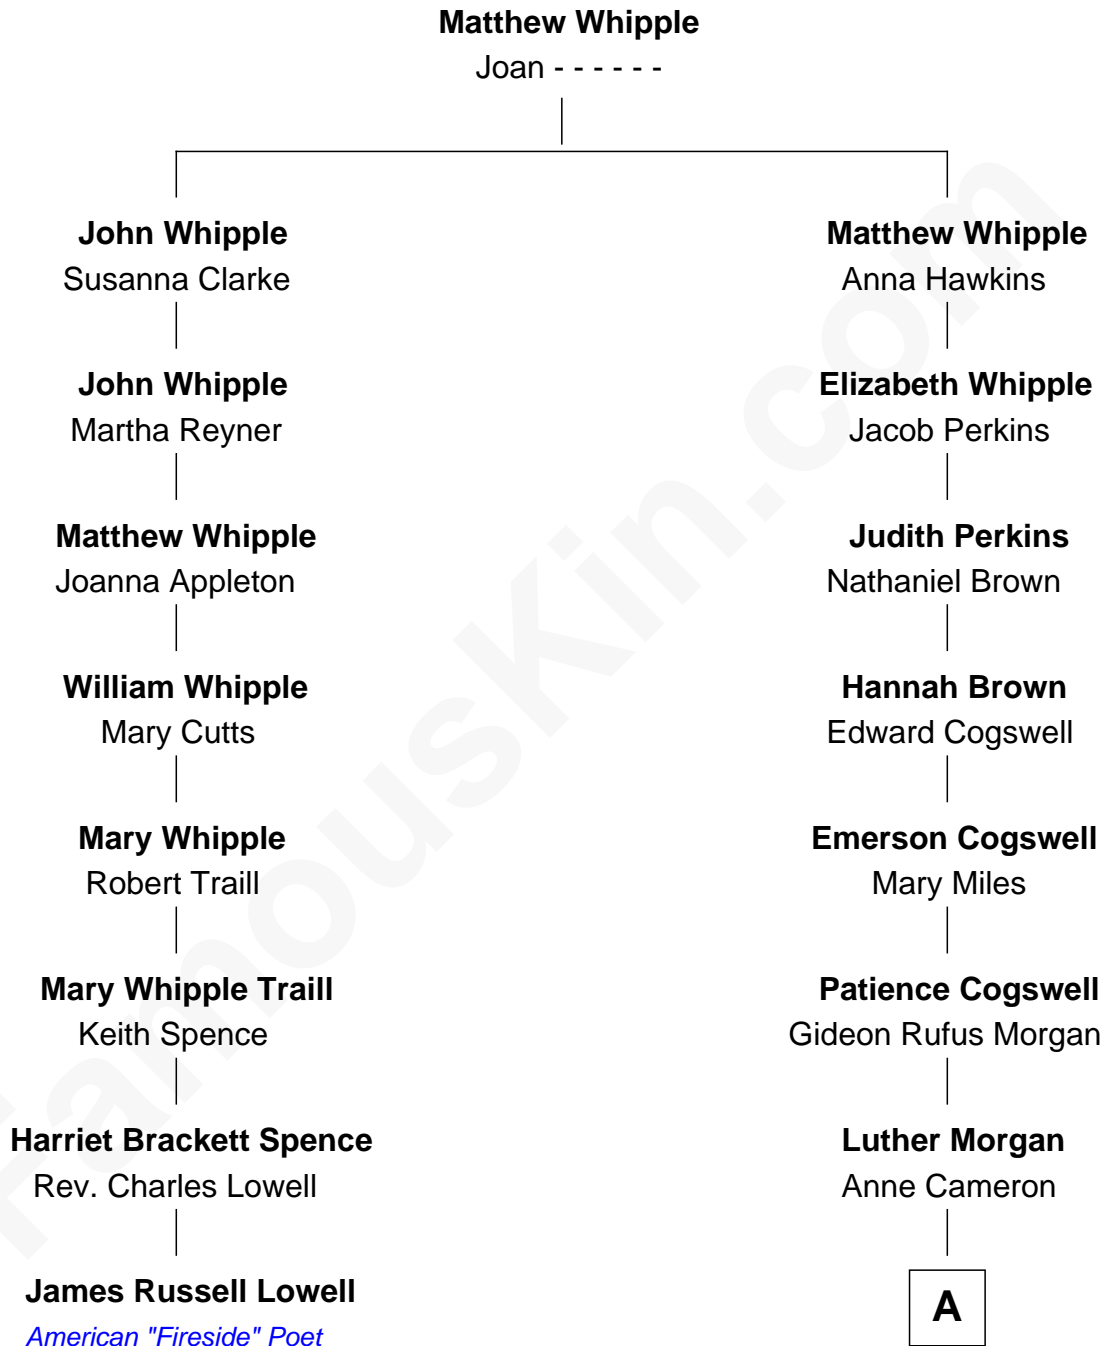 Matthew Whipple
Joan - - - - - -
John Whipple
Susanna Clarke
John Whipple
Martha Reyner
Matthew Whipple
Joanna Appleton
William Whipple
Mary Cutts
Mary Whipple
Robert Traill
Mary Whipple Traill
Keith Spence
Harriet Brackett Spence
Rev. Charles Lowell
James Russell Lowell
American "Fireside" Poet
Matthew Whipple
Anna Hawkins
Elizabeth Whipple
Jacob Perkins
Judith Perkins
Nathaniel Brown
Hannah Brown
Edward Cogswell
Emerson Cogswell
Mary Miles
Patience Cogswell
Gideon Rufus Morgan
Luther Morgan
Anne Cameron
A
FamousKin.com